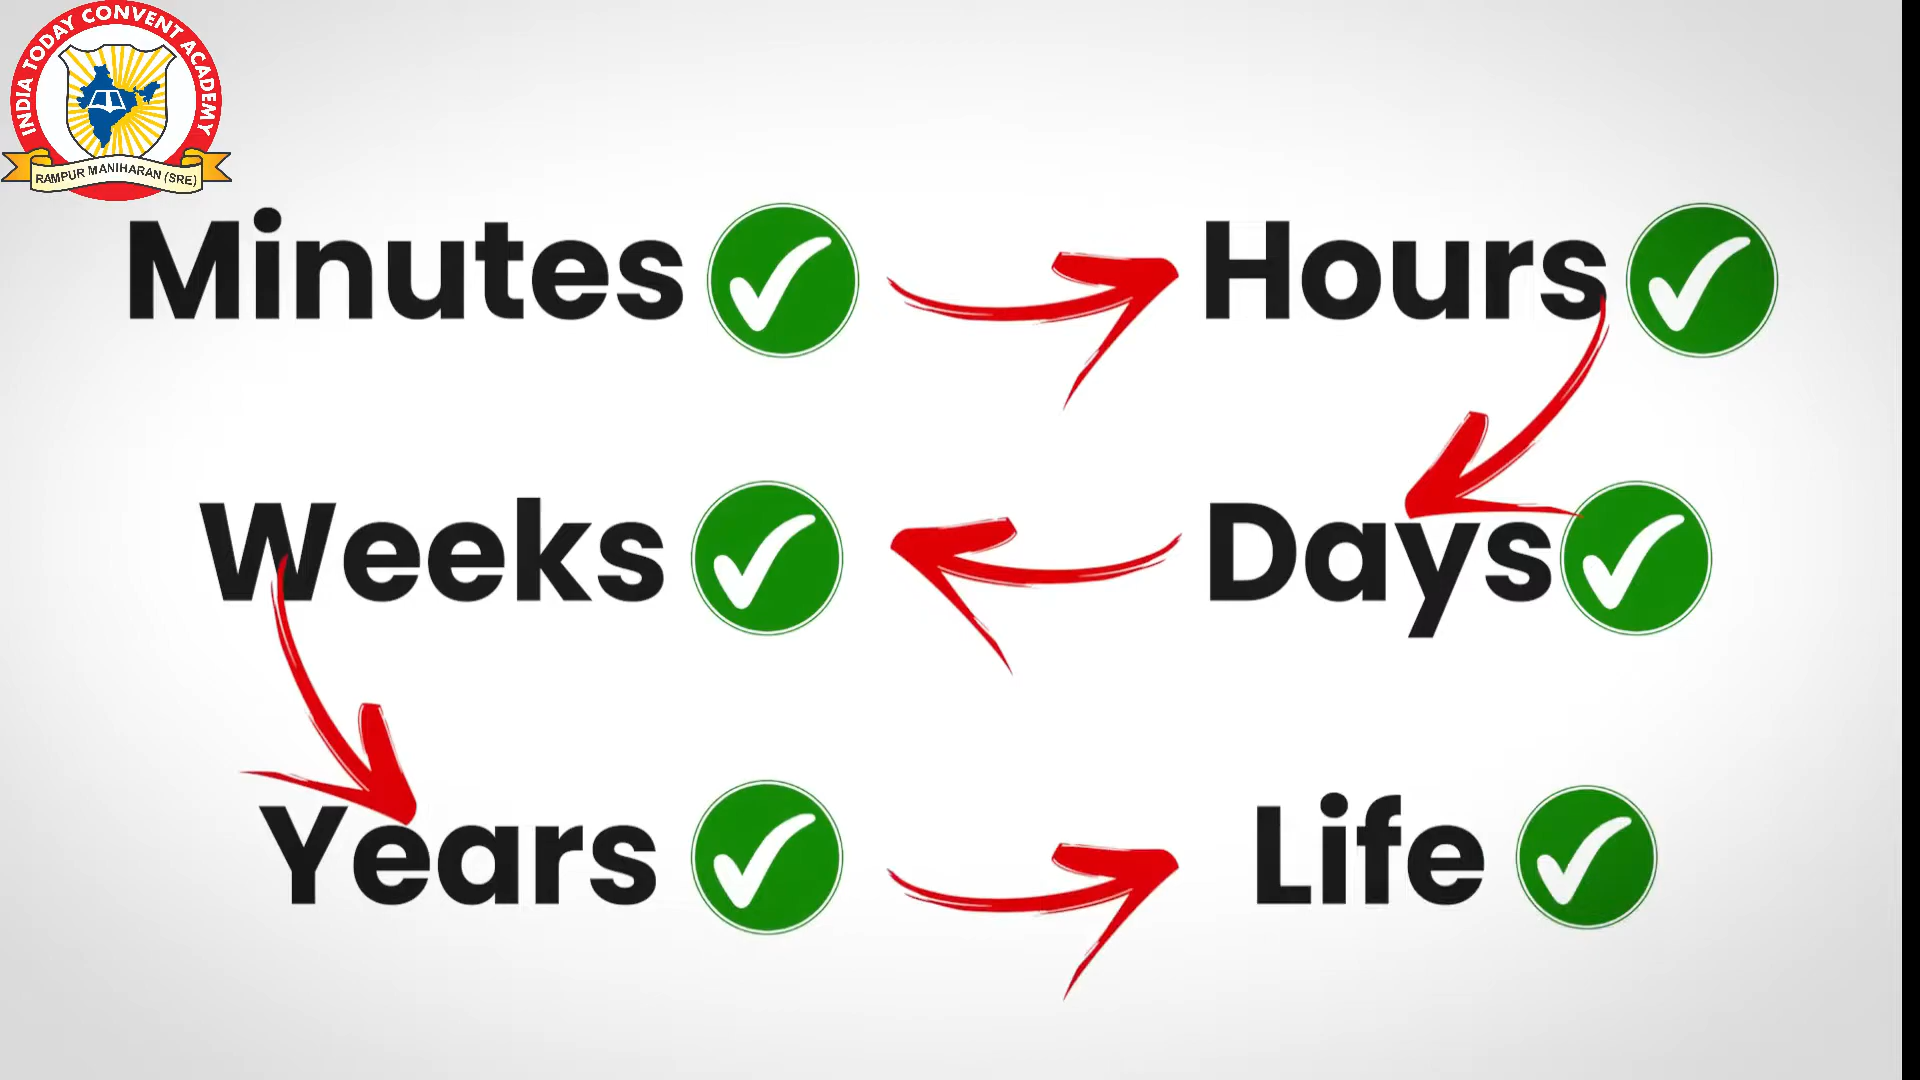 INDIA TODAY CONVENT ACADEMY
RAMPUR MANIHARAN (SRE)
Minutes
Hours
Weeks
Days
Years
Life